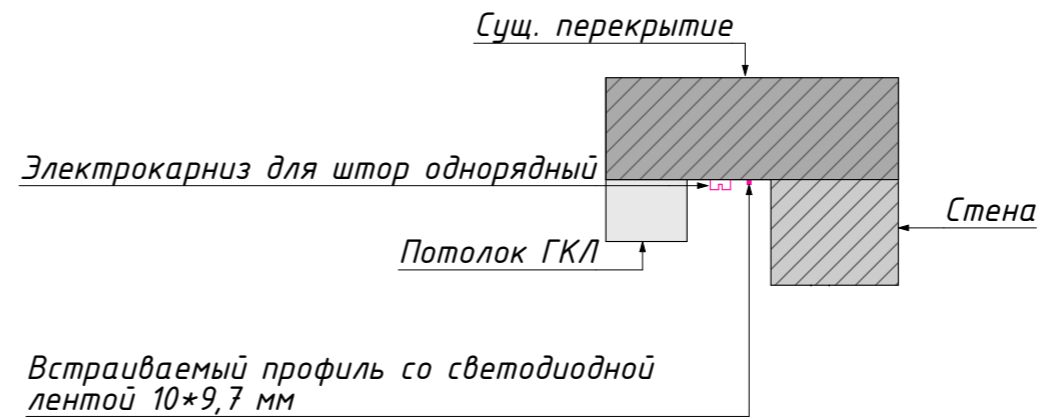 Сущ. перекрытие
Электрокарниз для штор однорядный
Стена
Потолок ГКЛ
Встраиваемый профиль со светодиодной
лентой 10*9,7 мм